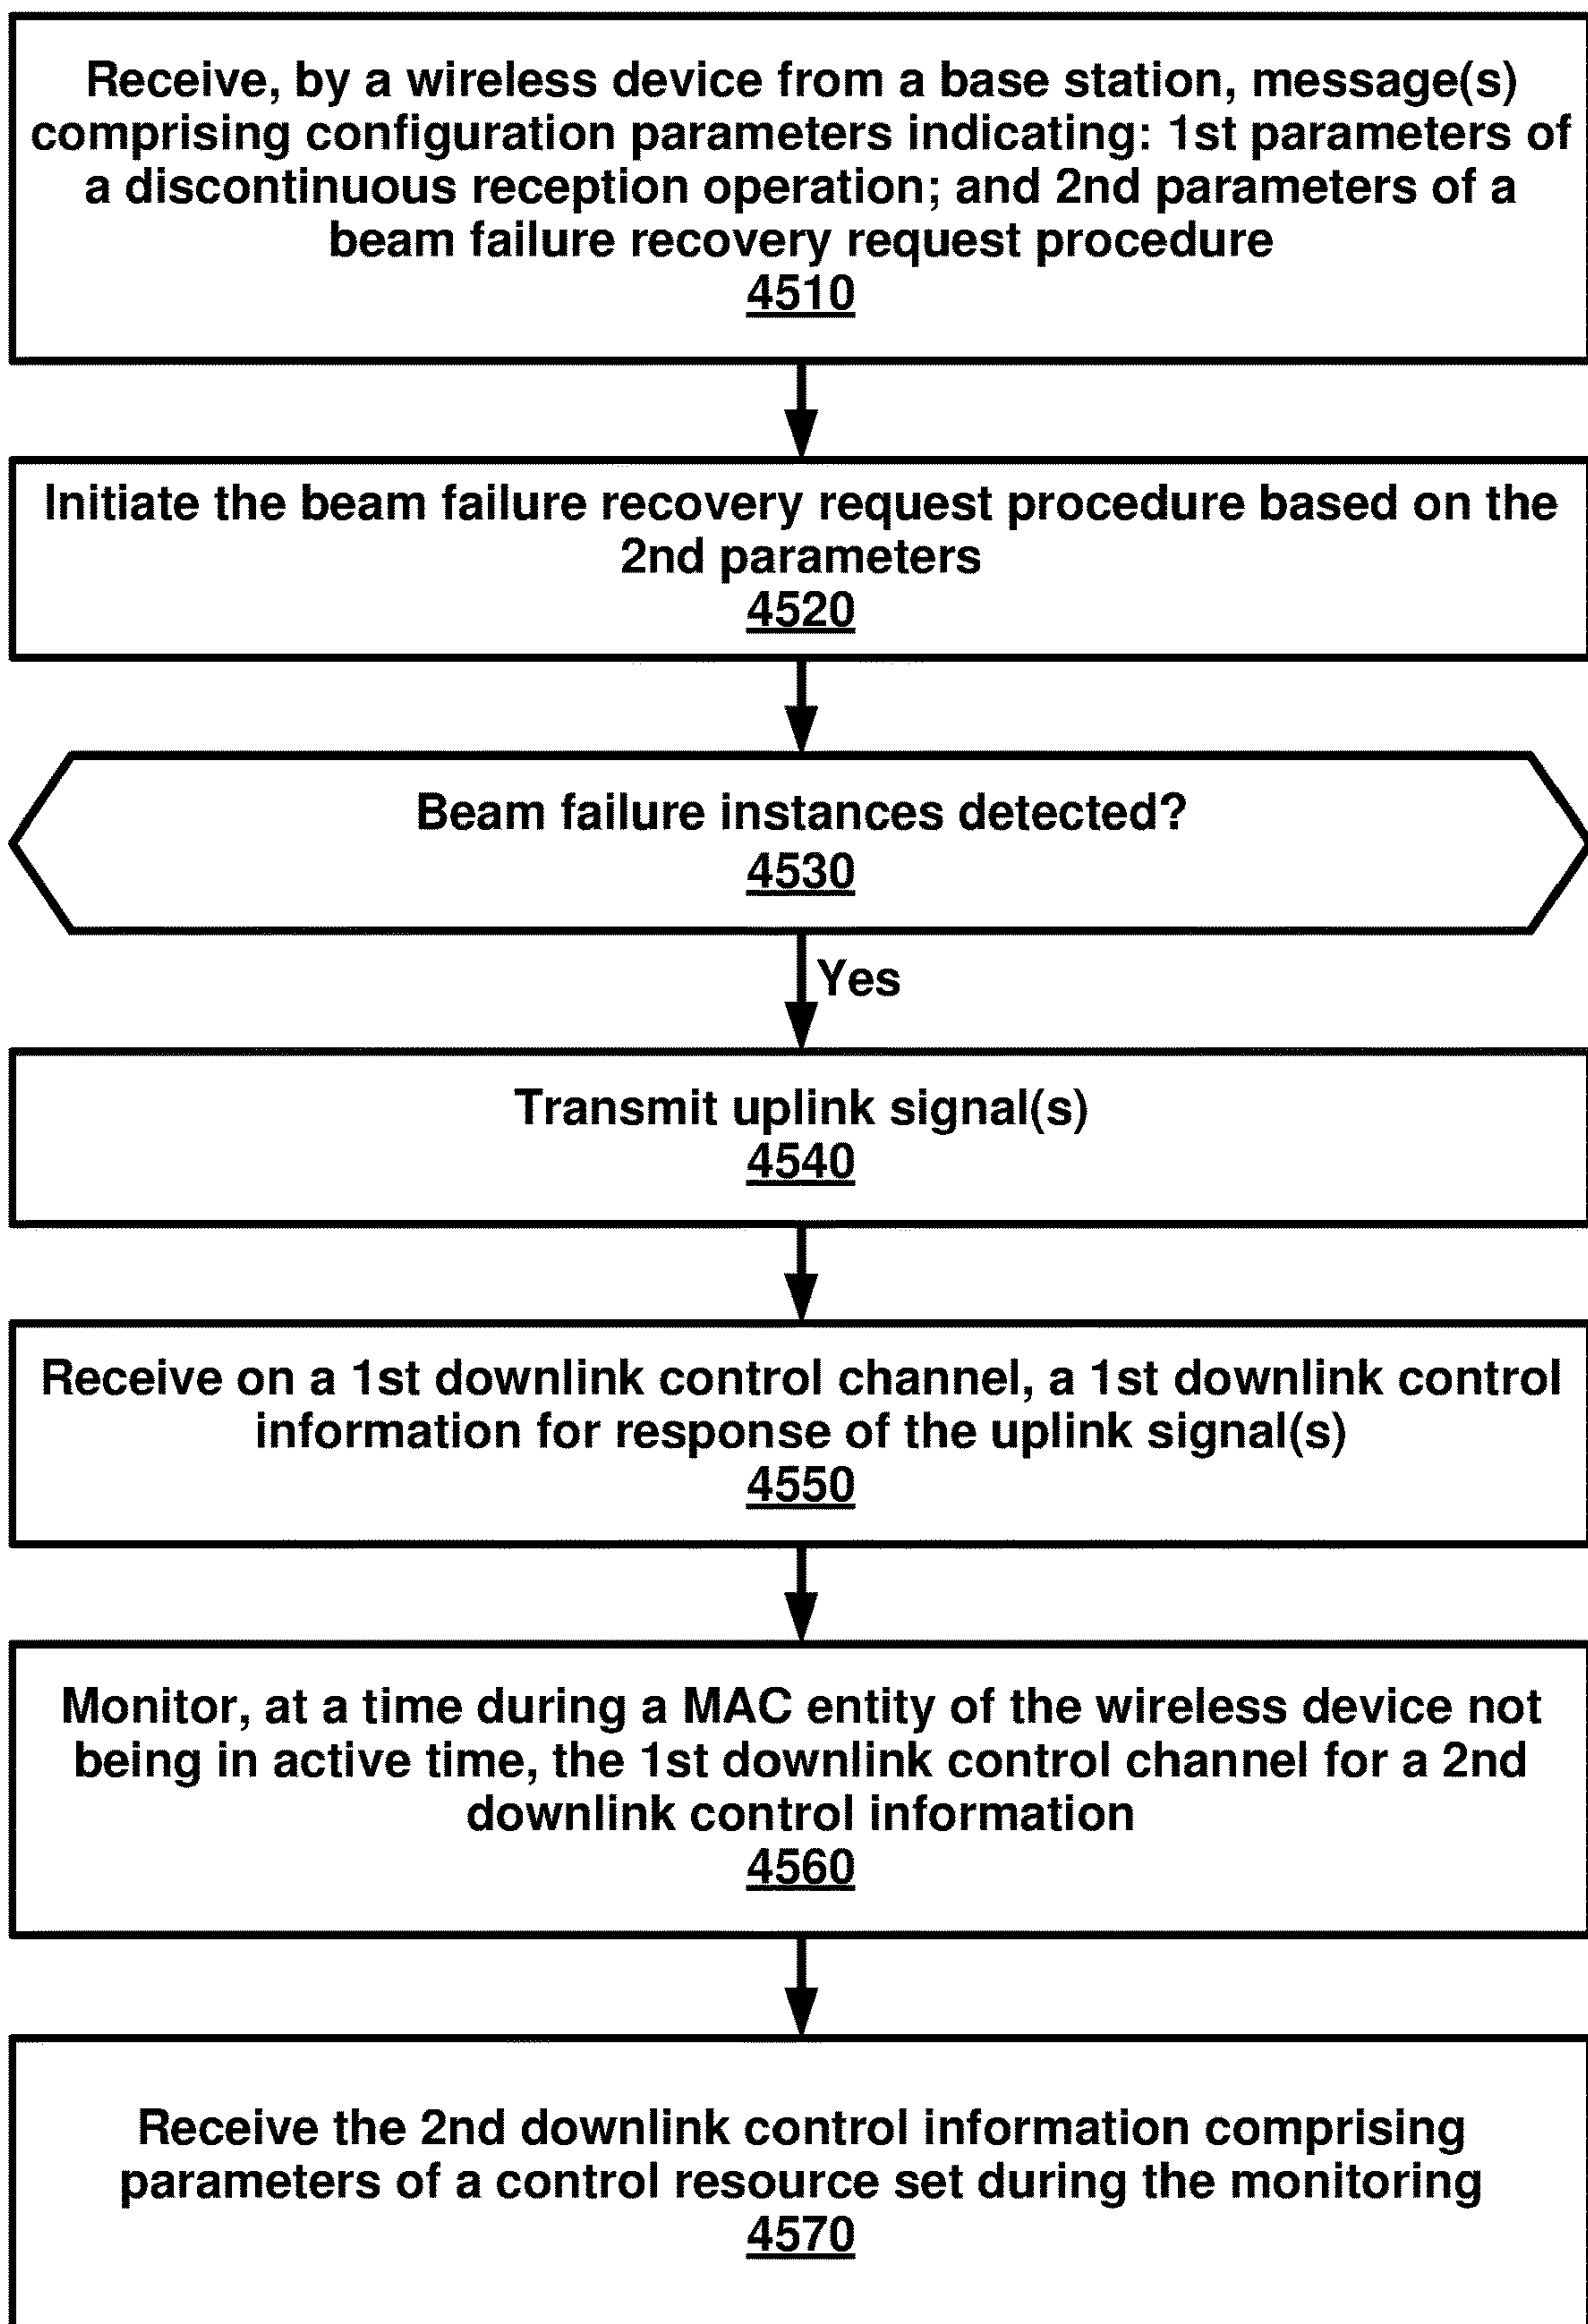 Receive, by a wireless device from a base station, message(s)
comprising configuration parameters indicating: 1st parameters of
a discontinuous reception operation; and 2nd parameters of a
beam failure recovery request procedure
4510
Initiate the beam failure recovery request procedure based on the
2nd parameters
4520
Beam failure instances detected?
4530
Yes
Transmit uplink signal(s)
4540
Receive on a 1st downlink control channel, a 1st downlink control
information for response of the uplink signal(s)
4550
Monitor, at a time during a MAC entity of the wireless device not
being in active time, the 1st downlink control channel for a 2nd
downlink control information
4560
Receive the 2nd downlink control information comprising
parameters of a control resource set during the monitoring
4570